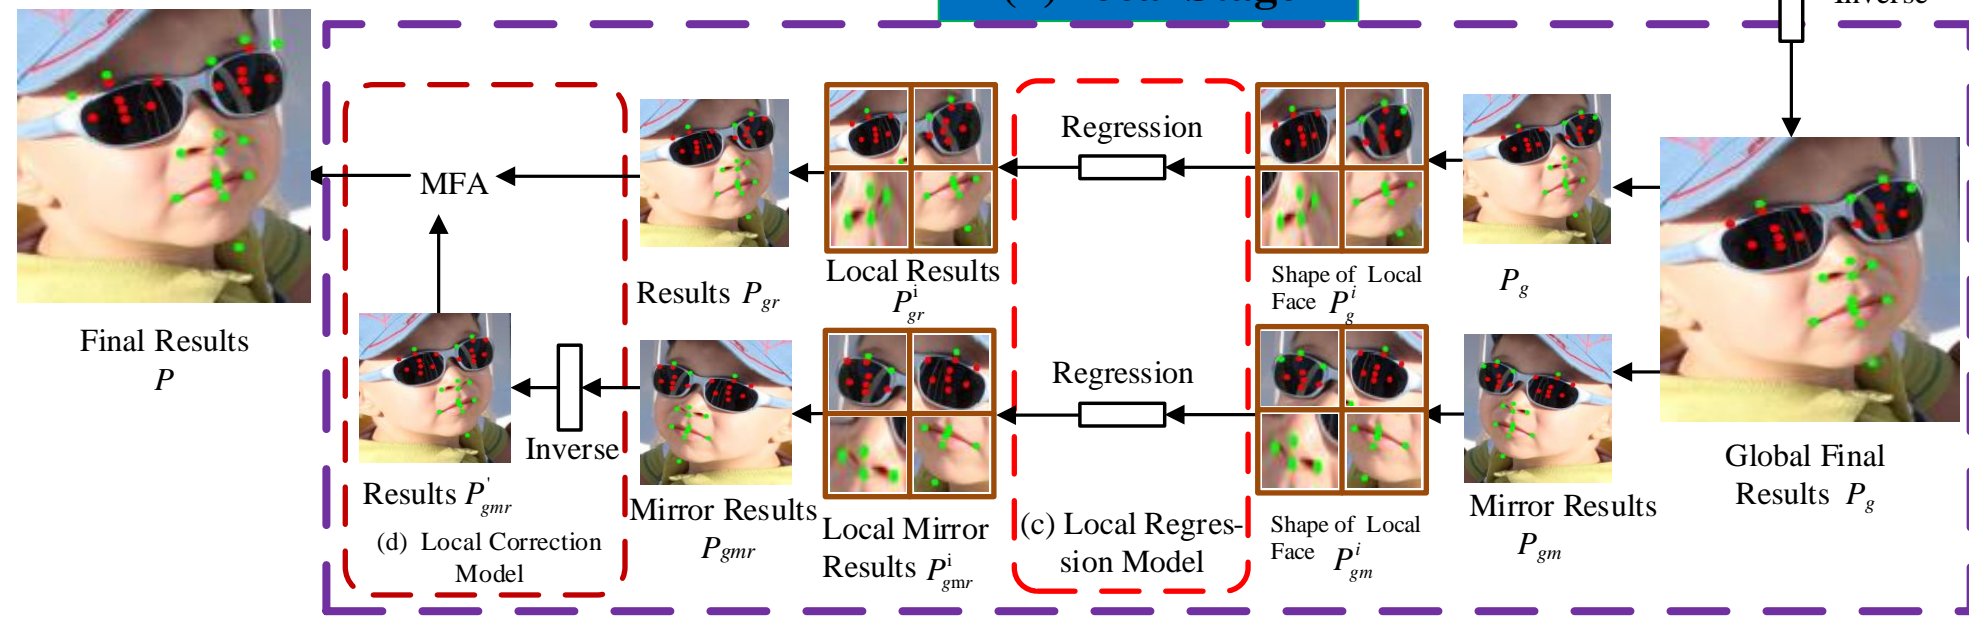 Inverse
Regression
MFA
Results P_gr
Local Results
P^i_gr
Shape of Local
Face P^i_g
P_g
Final Results
P
Regression
Inverse
Results P'_gmr
(d) Local Correction
Model
Mirror Results
P_gmr
Local Mirror
Results P^i_gmr
(c) Local Regres-
sion Model
Shape of Local
Face P^i_gm
Mirror Results
P_gm
Global Final
Results P_g